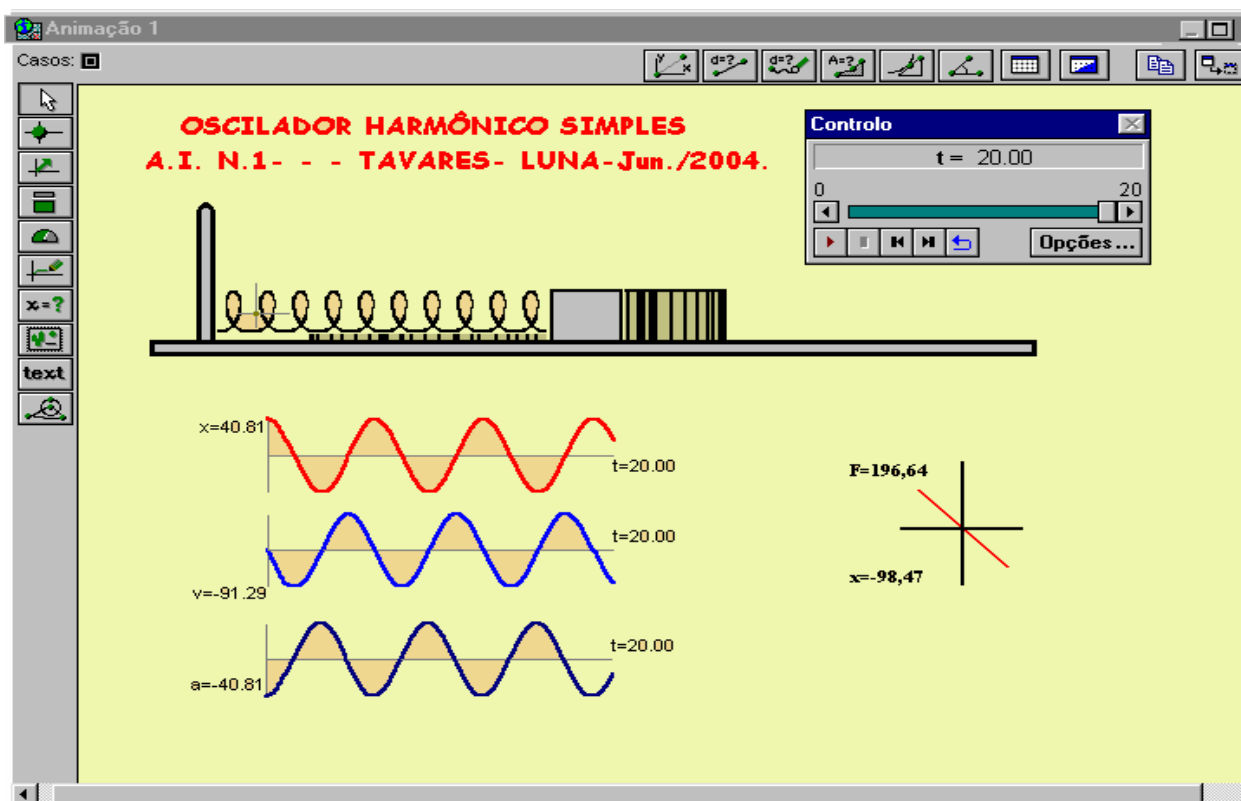 Animação 1
Casos:
y x
d=?
d=?
A=?
OSCILADOR HARMÔNICO SIMPLES
A.I. N.1- - - TAVARES- LUNA-Jun./2004.
Controlo
t = 20.00
0 20
Opções...
x=?
text
x=40.81
t=20.00
v=-91.29
t=20.00
a=-40.81
t=20.00
F=196,64
x=-98,47